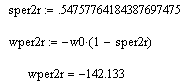 sper2r := .54757764184387697475
wper2r := −w0·(1 − sper2r)
wper2r = −142.133